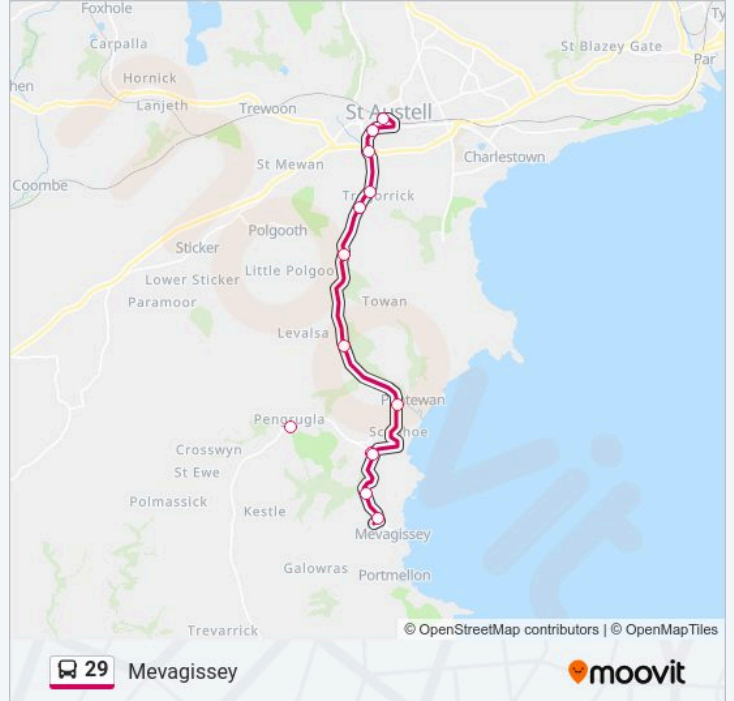 Foxhole
Ty
Carpalla
St Blazey Gate
Par
Hornick
hen
Lanjeth
Trewoon
St Austell
Charlestown
St Mewan
Coombe
Polgooth
Sticker
Little Polgoo
Lower Sticker
Paramoor
Towan
Levalsa
Pengrugla
Crosswyn
St Ewe
Polmassick
Kestle
Mevagissey
Galowras
Portmellon
Trevarrick
© OpenStreetMap contributors | © OpenMapTiles
29 Mevagissey
moovit